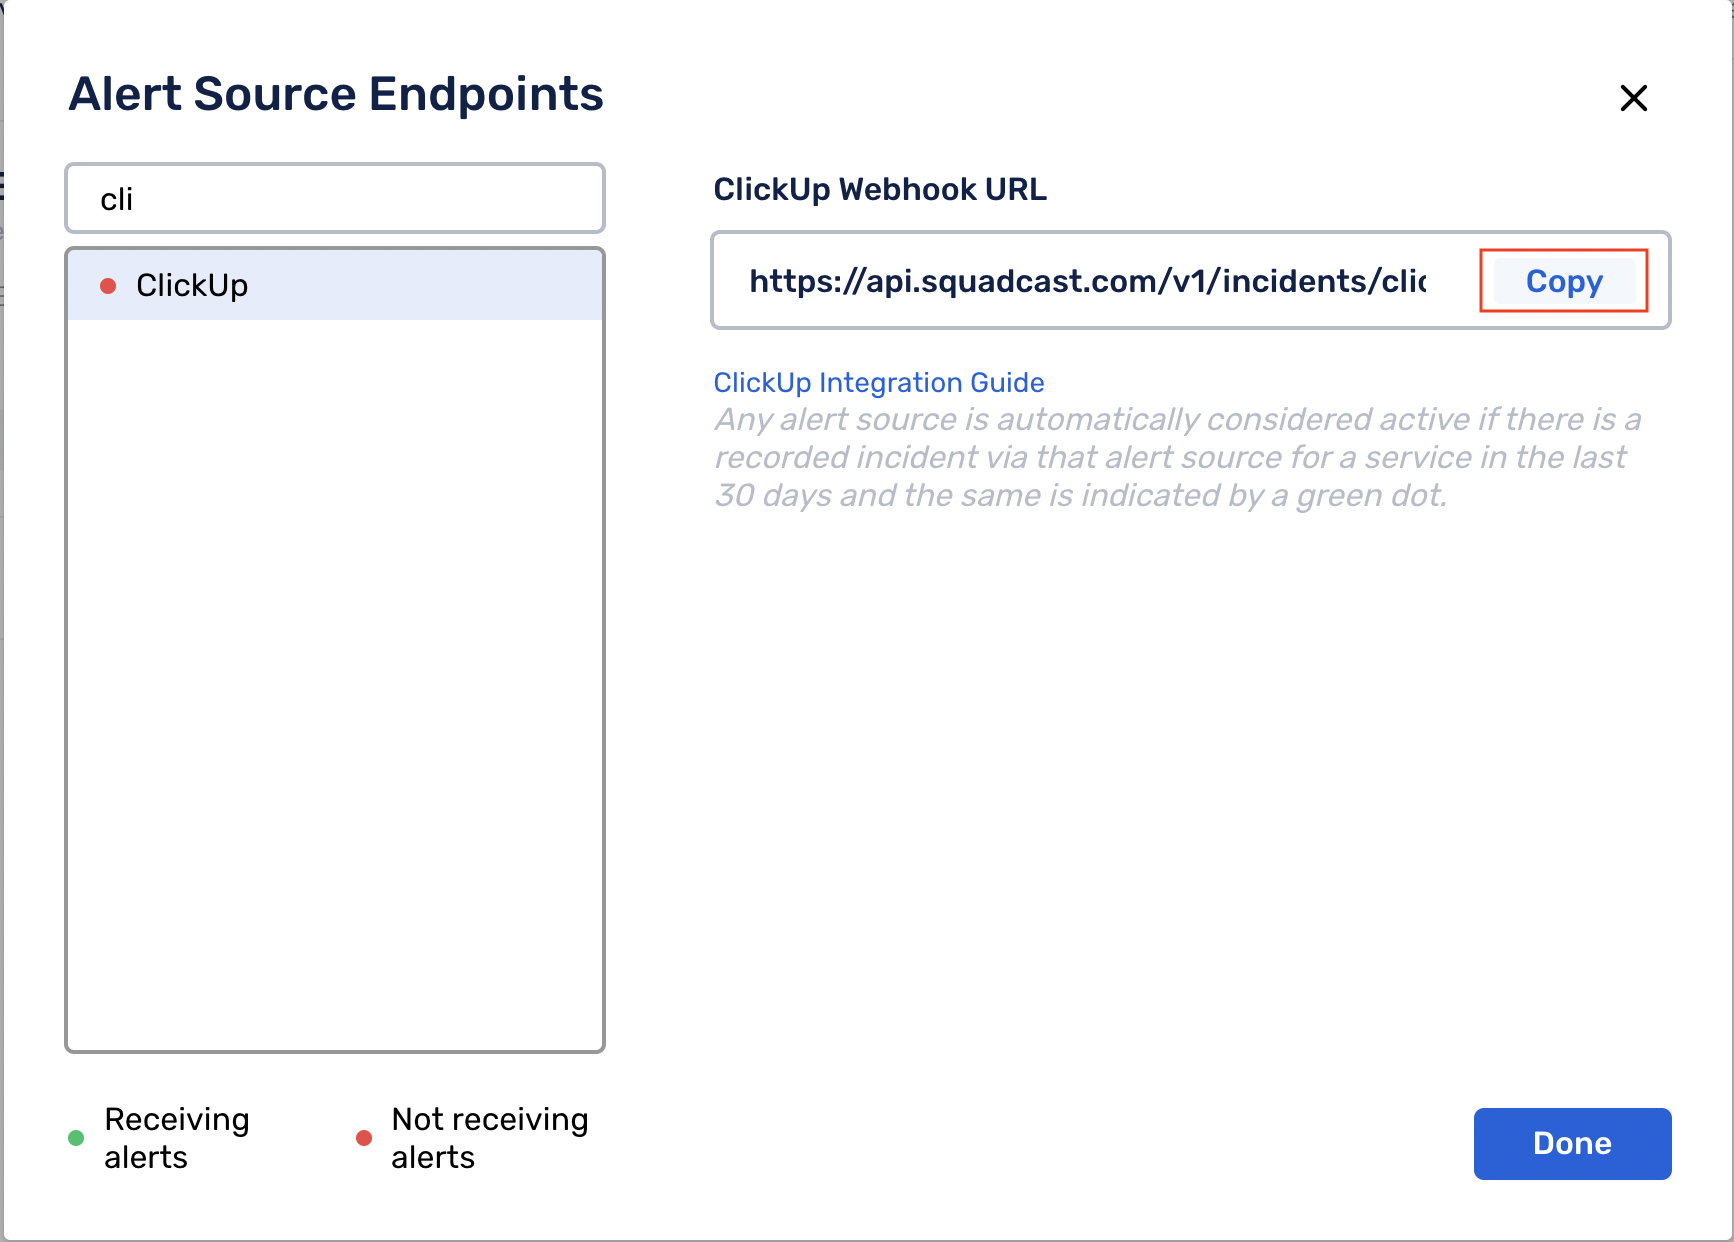 Alert Source Endpoints
cli
ClickUp
Receiving
alerts
Not receiving
alerts
ClickUp Webhook URL
https://api.squadcast.com/v1/incidents/clic
Copy
ClickUp Integration Guide
Any alert source is automatically considered active if there is a
recorded incident via that alert source for a service in the last
30 days and the same is indicated by a green dot.
Done